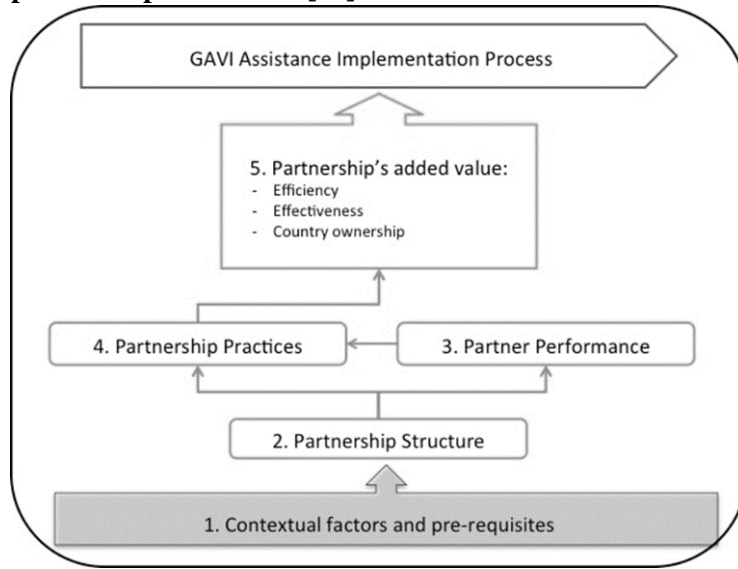 GAVI Assistance Implementation Process
5. Partnership's added value:
- Efficiency
- Effectiveness
- Country ownership
4. Partnership Practices
3. Partner Performance
2. Partnership Structure
1. Contextual factors and pre-requisites